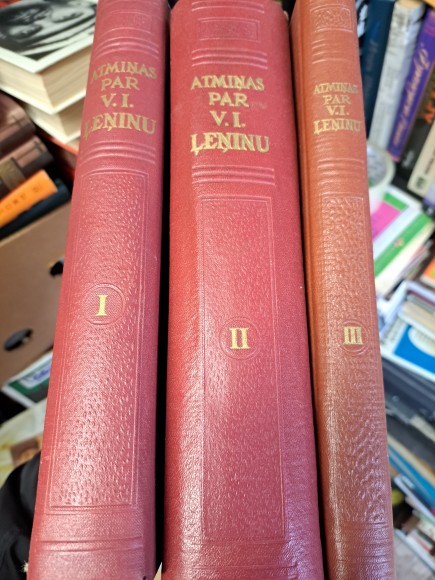 ATMIŅAS
PAR
V.I.
ĻEŅINU
I
ATMIŅAS
PAR
V.I.
ĻEŅINU
II
ATMIŅAS
PAR
V.I.
ĻEŅINU
III